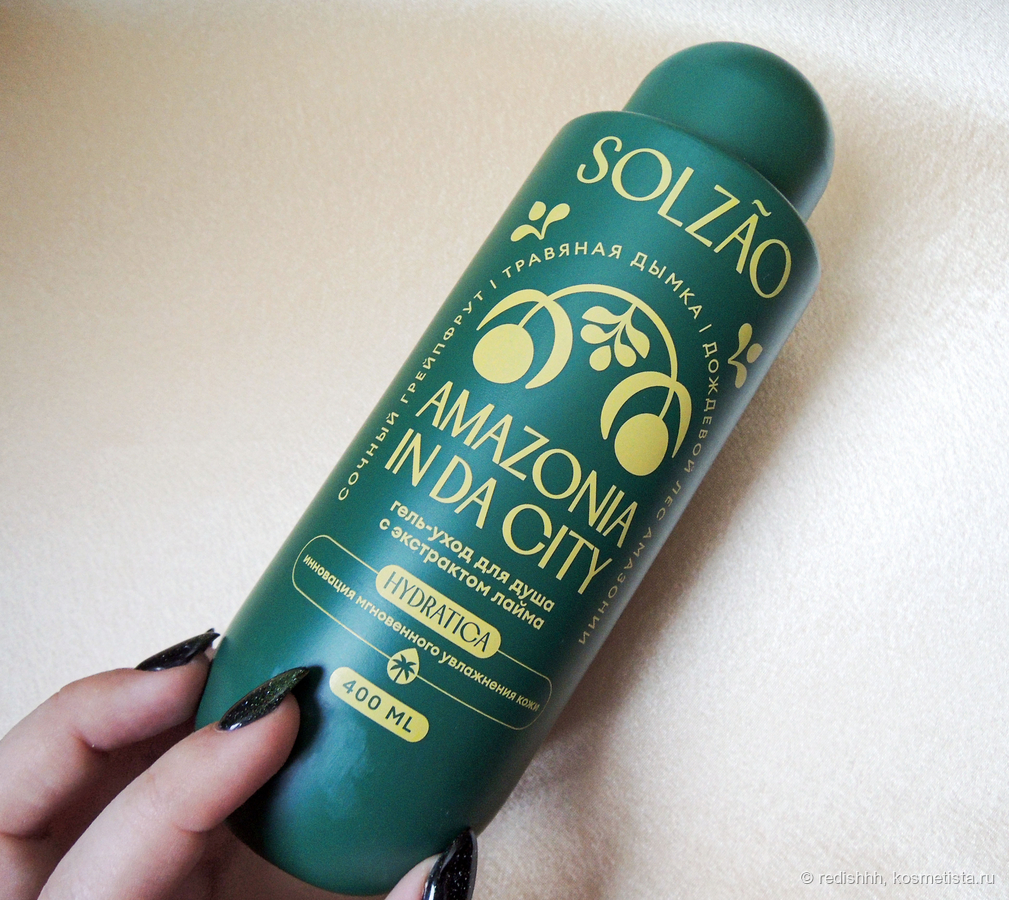 SOLZÃO
СОЧНЫЙ ГРЕЙПФРУТ | ТРАВЯНАЯ ДЫМКА | ДОЖДЕВОЙ ЛЕС АМАЗОНИИ
AMAZONIA
IN DA CITY
гель-уход для душа
с экстрактом лайма
HYDRATICA
инновация мгновенного увлажнения кожи
400 ML
© redishhh, kosmetista.ru